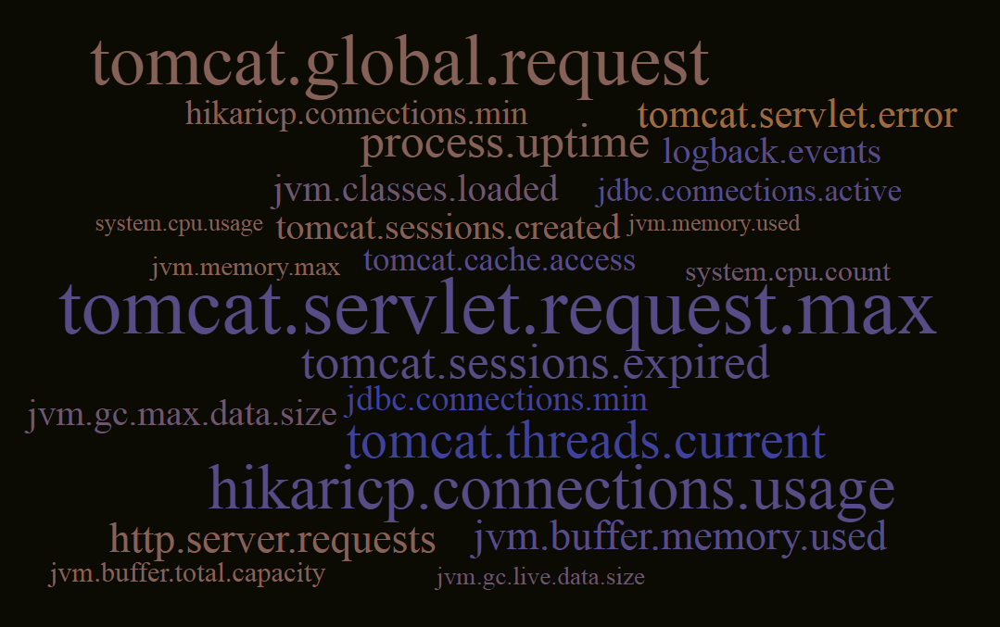 tomcat.global.request
hikaricp.connections.min
tomcat.servlet.error
process.uptime
logback.events
jvm.classes.loaded
jdbc.connections.active
system.cpu.usage
tomcat.sessions.created
jvm.memory.used
jvm.memory.max
tomcat.cache.access
system.cpu.count
tomcat.servlet.request.max
tomcat.sessions.expired
jdbc.connections.min
jvm.gc.max.data.size
tomcat.threads.current
hikaricp.connections.usage
http.server.requests
jvm.buffer.memory.used
jvm.buffer.total.capacity
jvm.gc.live.data.size